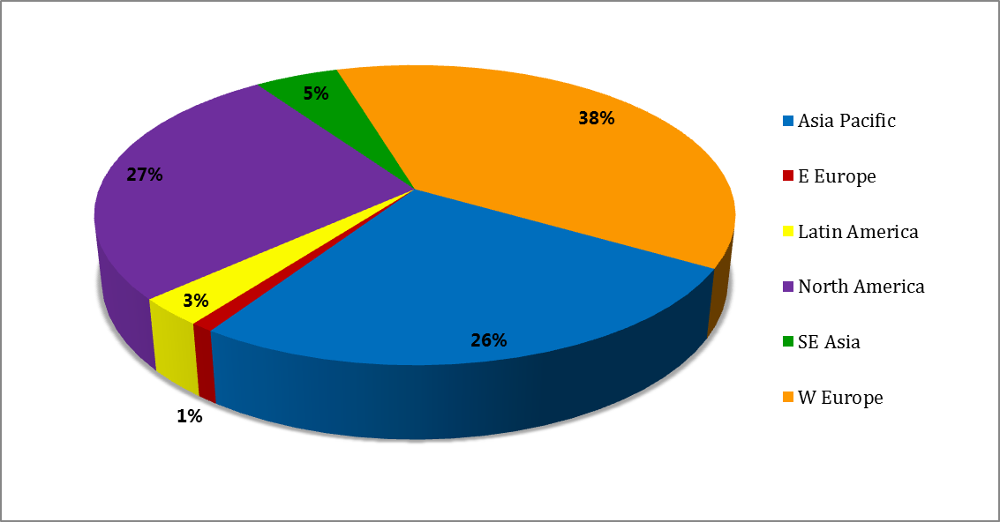 5%
38%
27%
3%
26%
1%
Asia Pacific
E Europe
Latin America
North America
SE Asia
W Europe